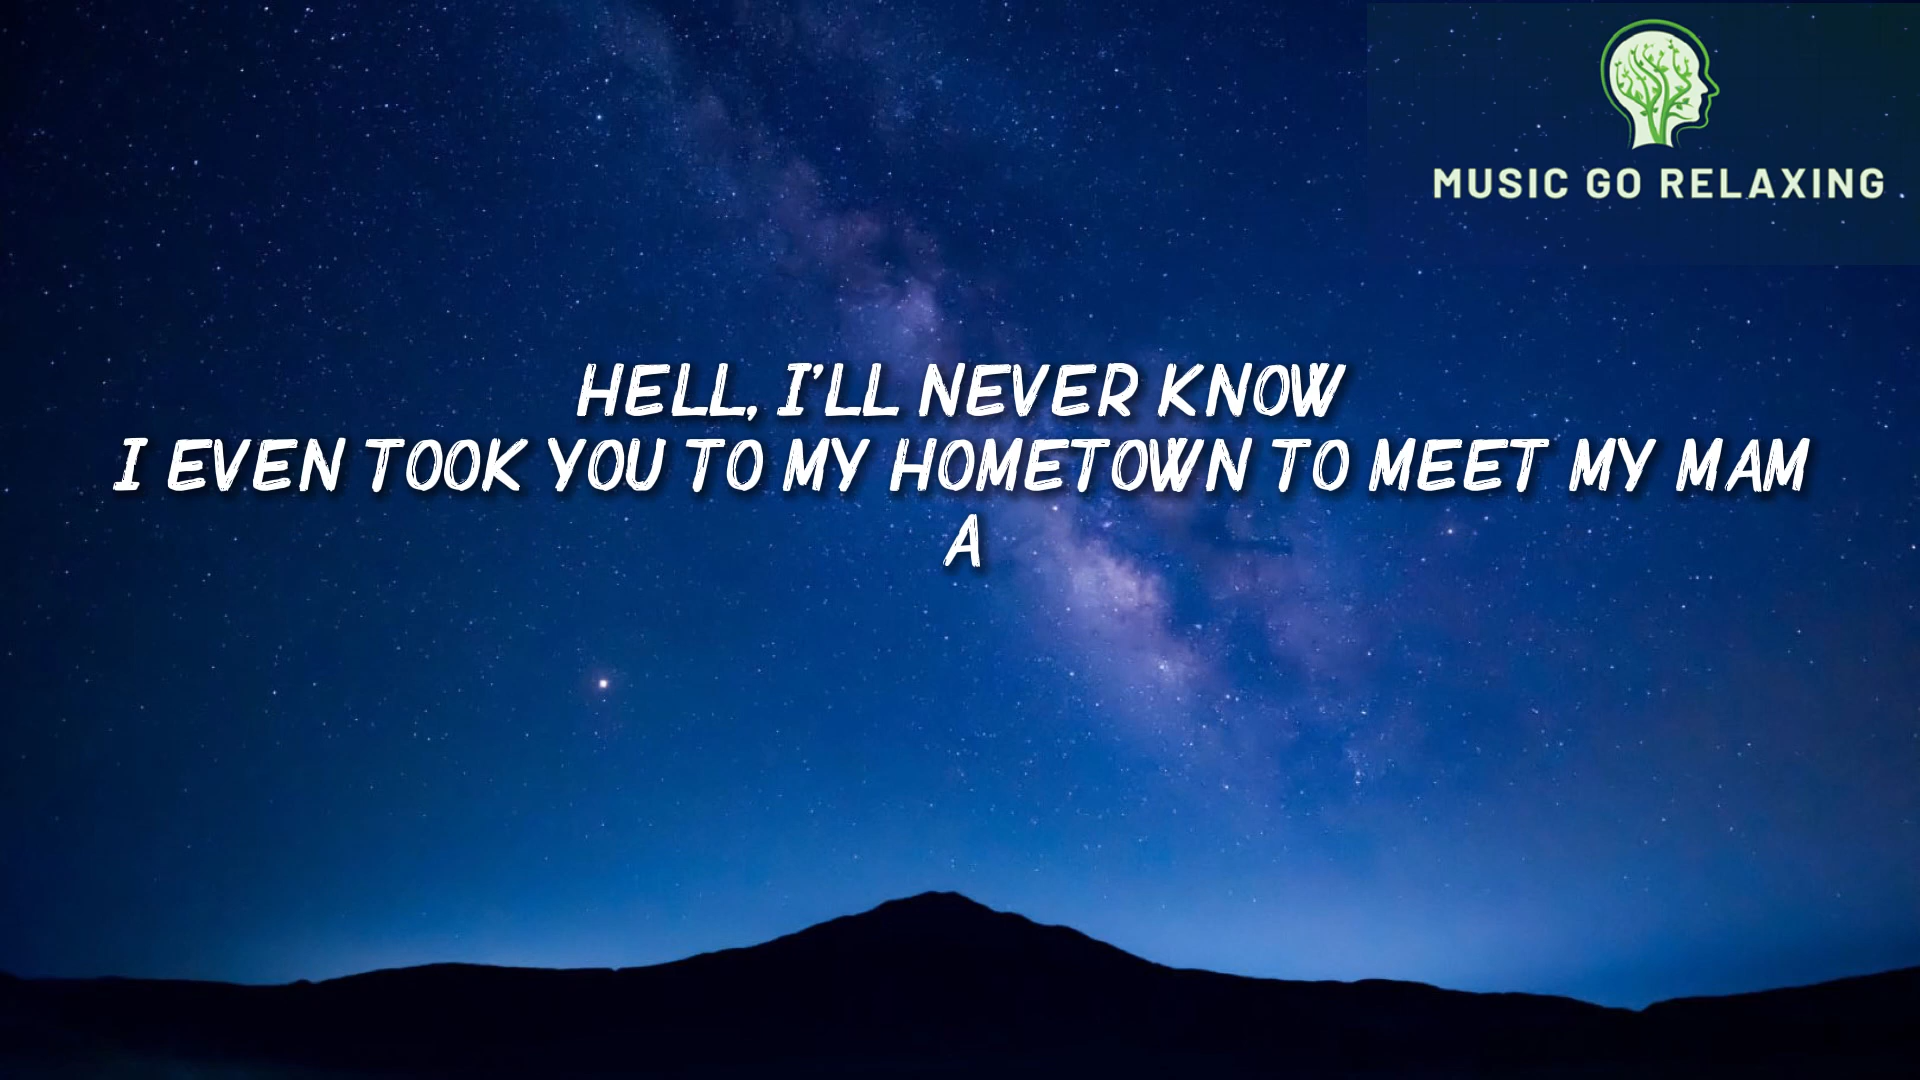 MUSIC GO RELAXING
HELL, I'LL NEVER KNOW
I EVEN TOOK YOU TO MY HOMETOWN TO MEET MY MAM
A